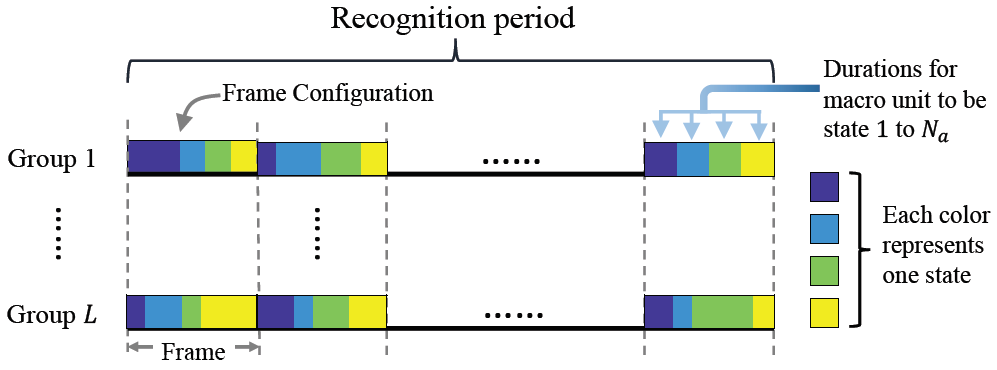 Recognition period
Frame Configuration
Durations for
macro unit to be
state 1 to Nₐ
Group 1
......
......
......
Each color
represents
one state
Group L
......
Frame